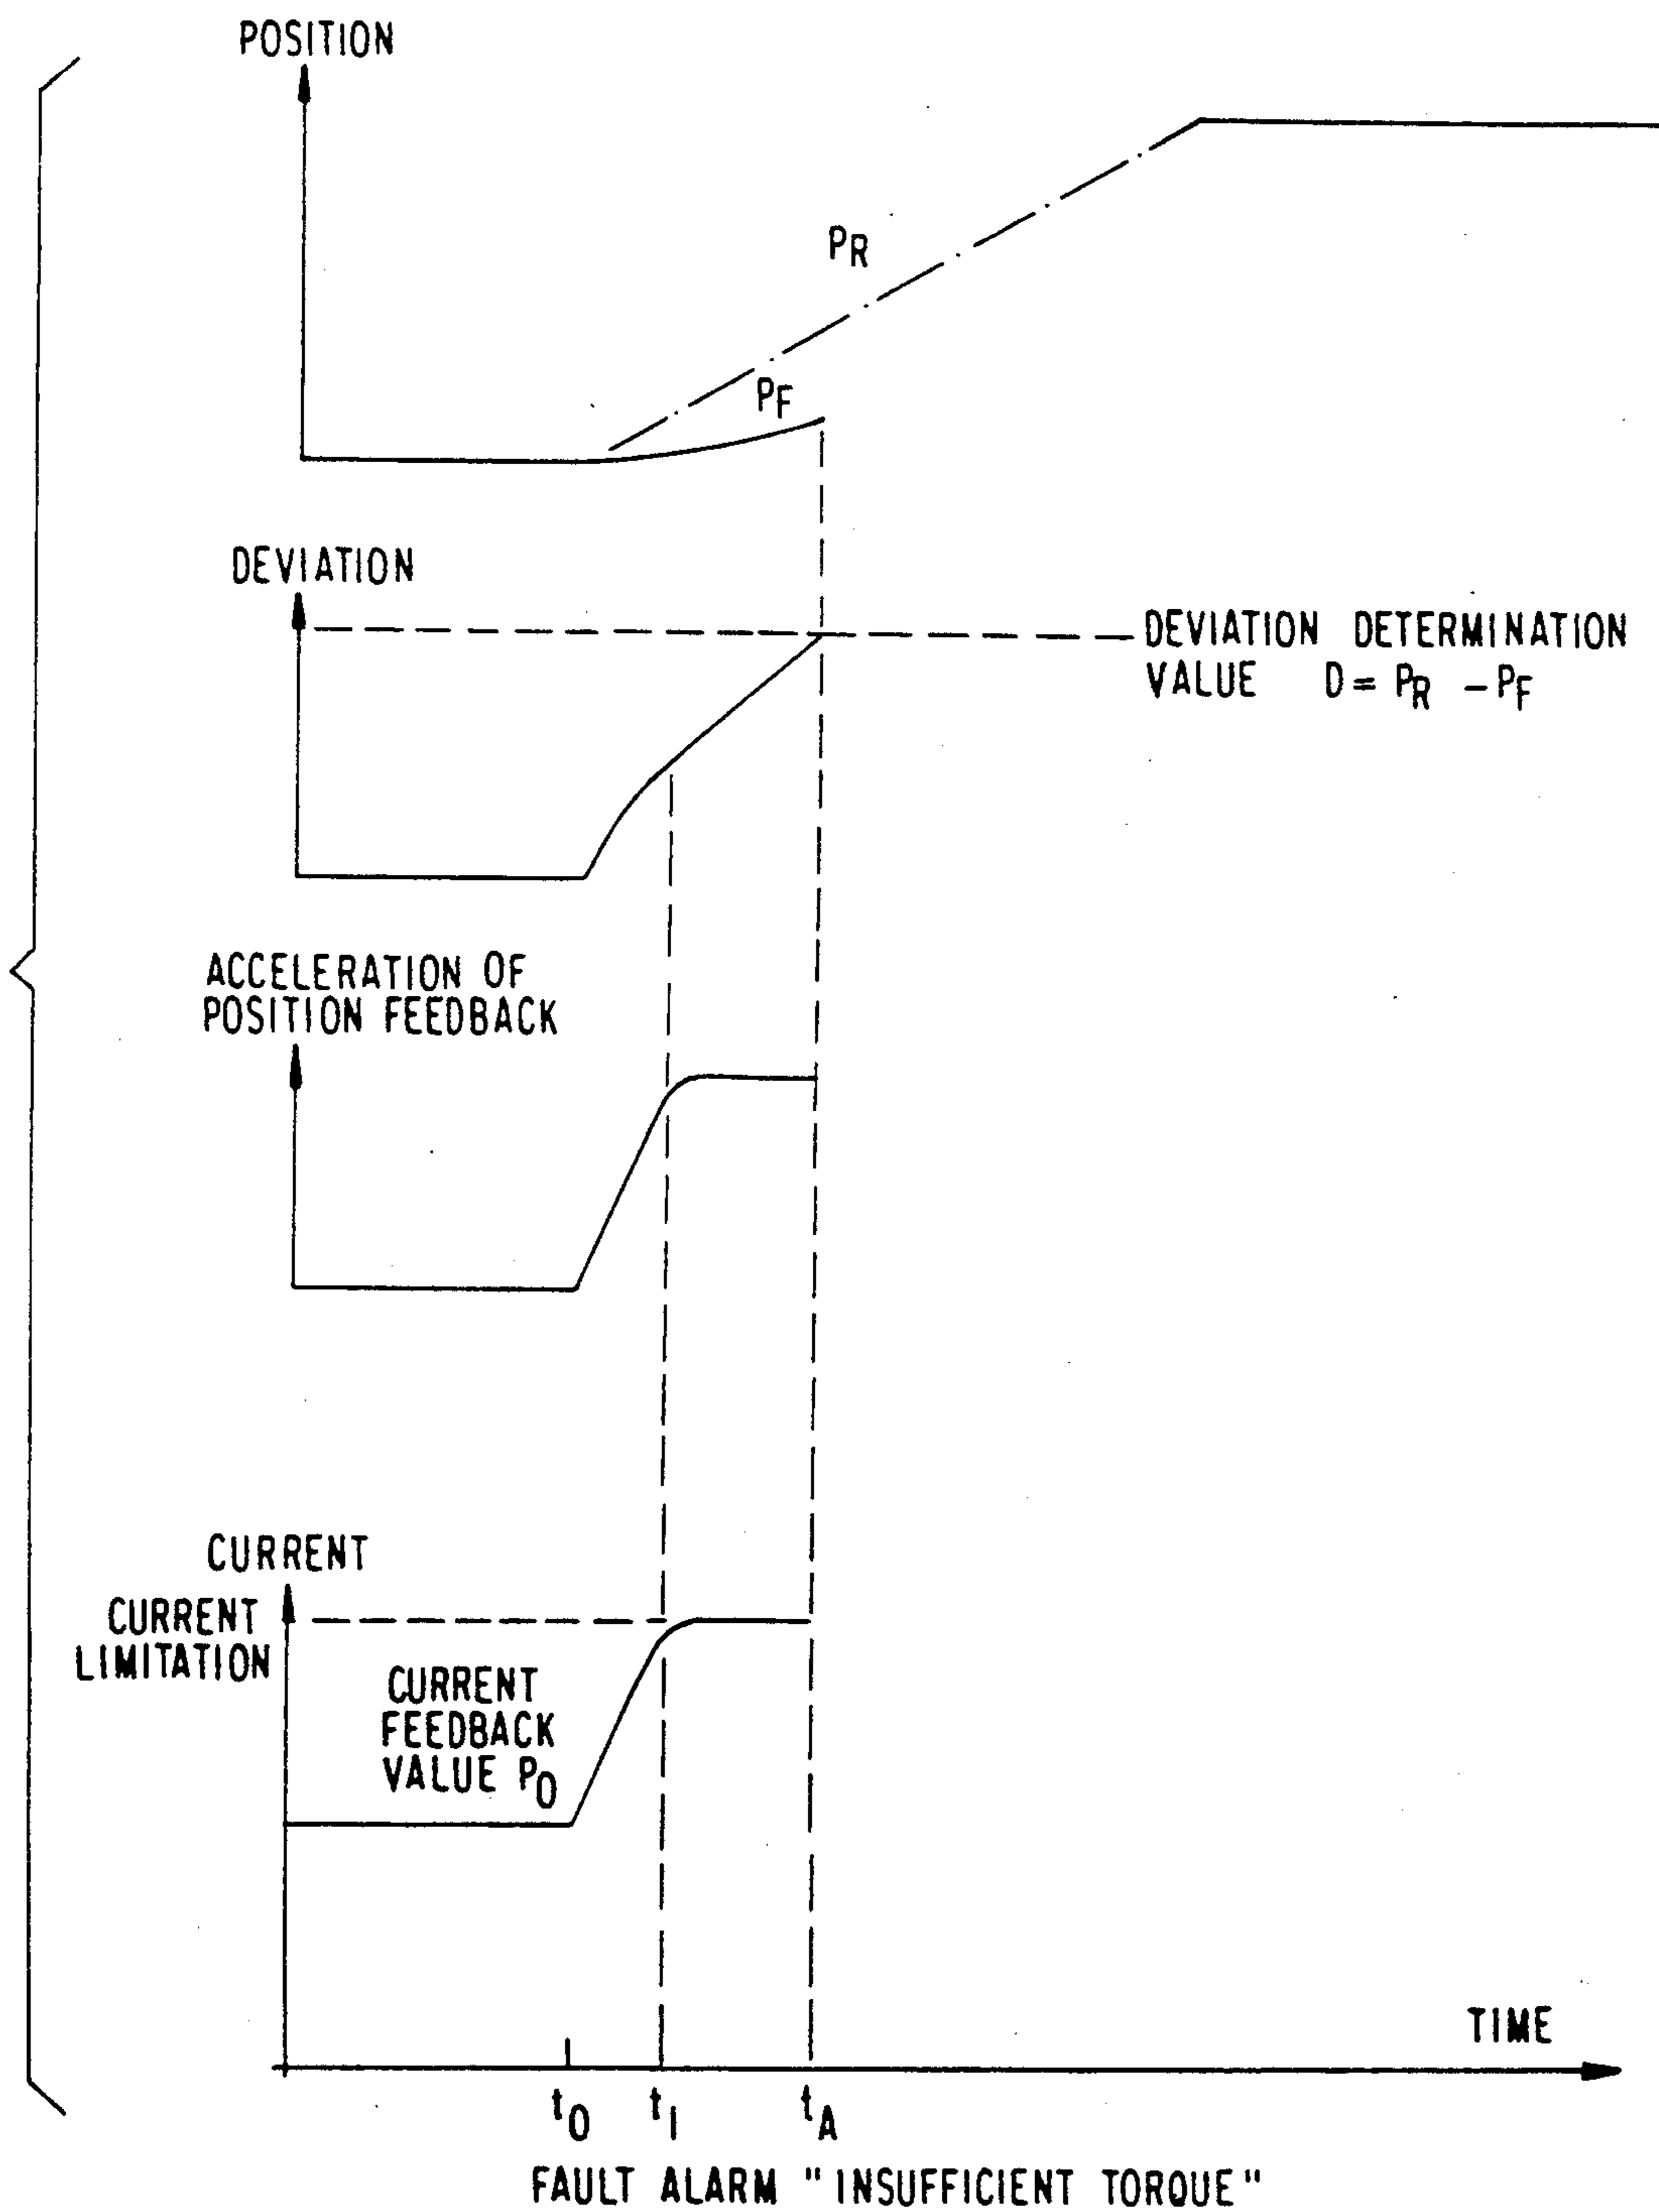 POSITION
PR
PF
DEVIATION
DEVIATION DETERMINATION
VALUE D = PR - PF
ACCELERATION OF
POSITION FEEDBACK
CURRENT
CURRENT
LIMITATION
CURRENT
FEEDBACK
VALUE PO
TIME
t0 t1 tA
FAULT ALARM "INSUFFICIENT TORQUE"